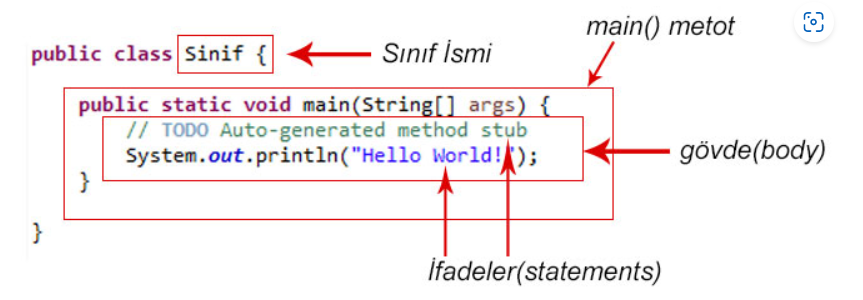 main() metot
public class Sinif {
Sınıf İsmi
public static void main(String[] args) {
// TODO Auto-generated method stub
System.out.println("Hello World!");
gövde(body)
}
}
İfadeler(statements)